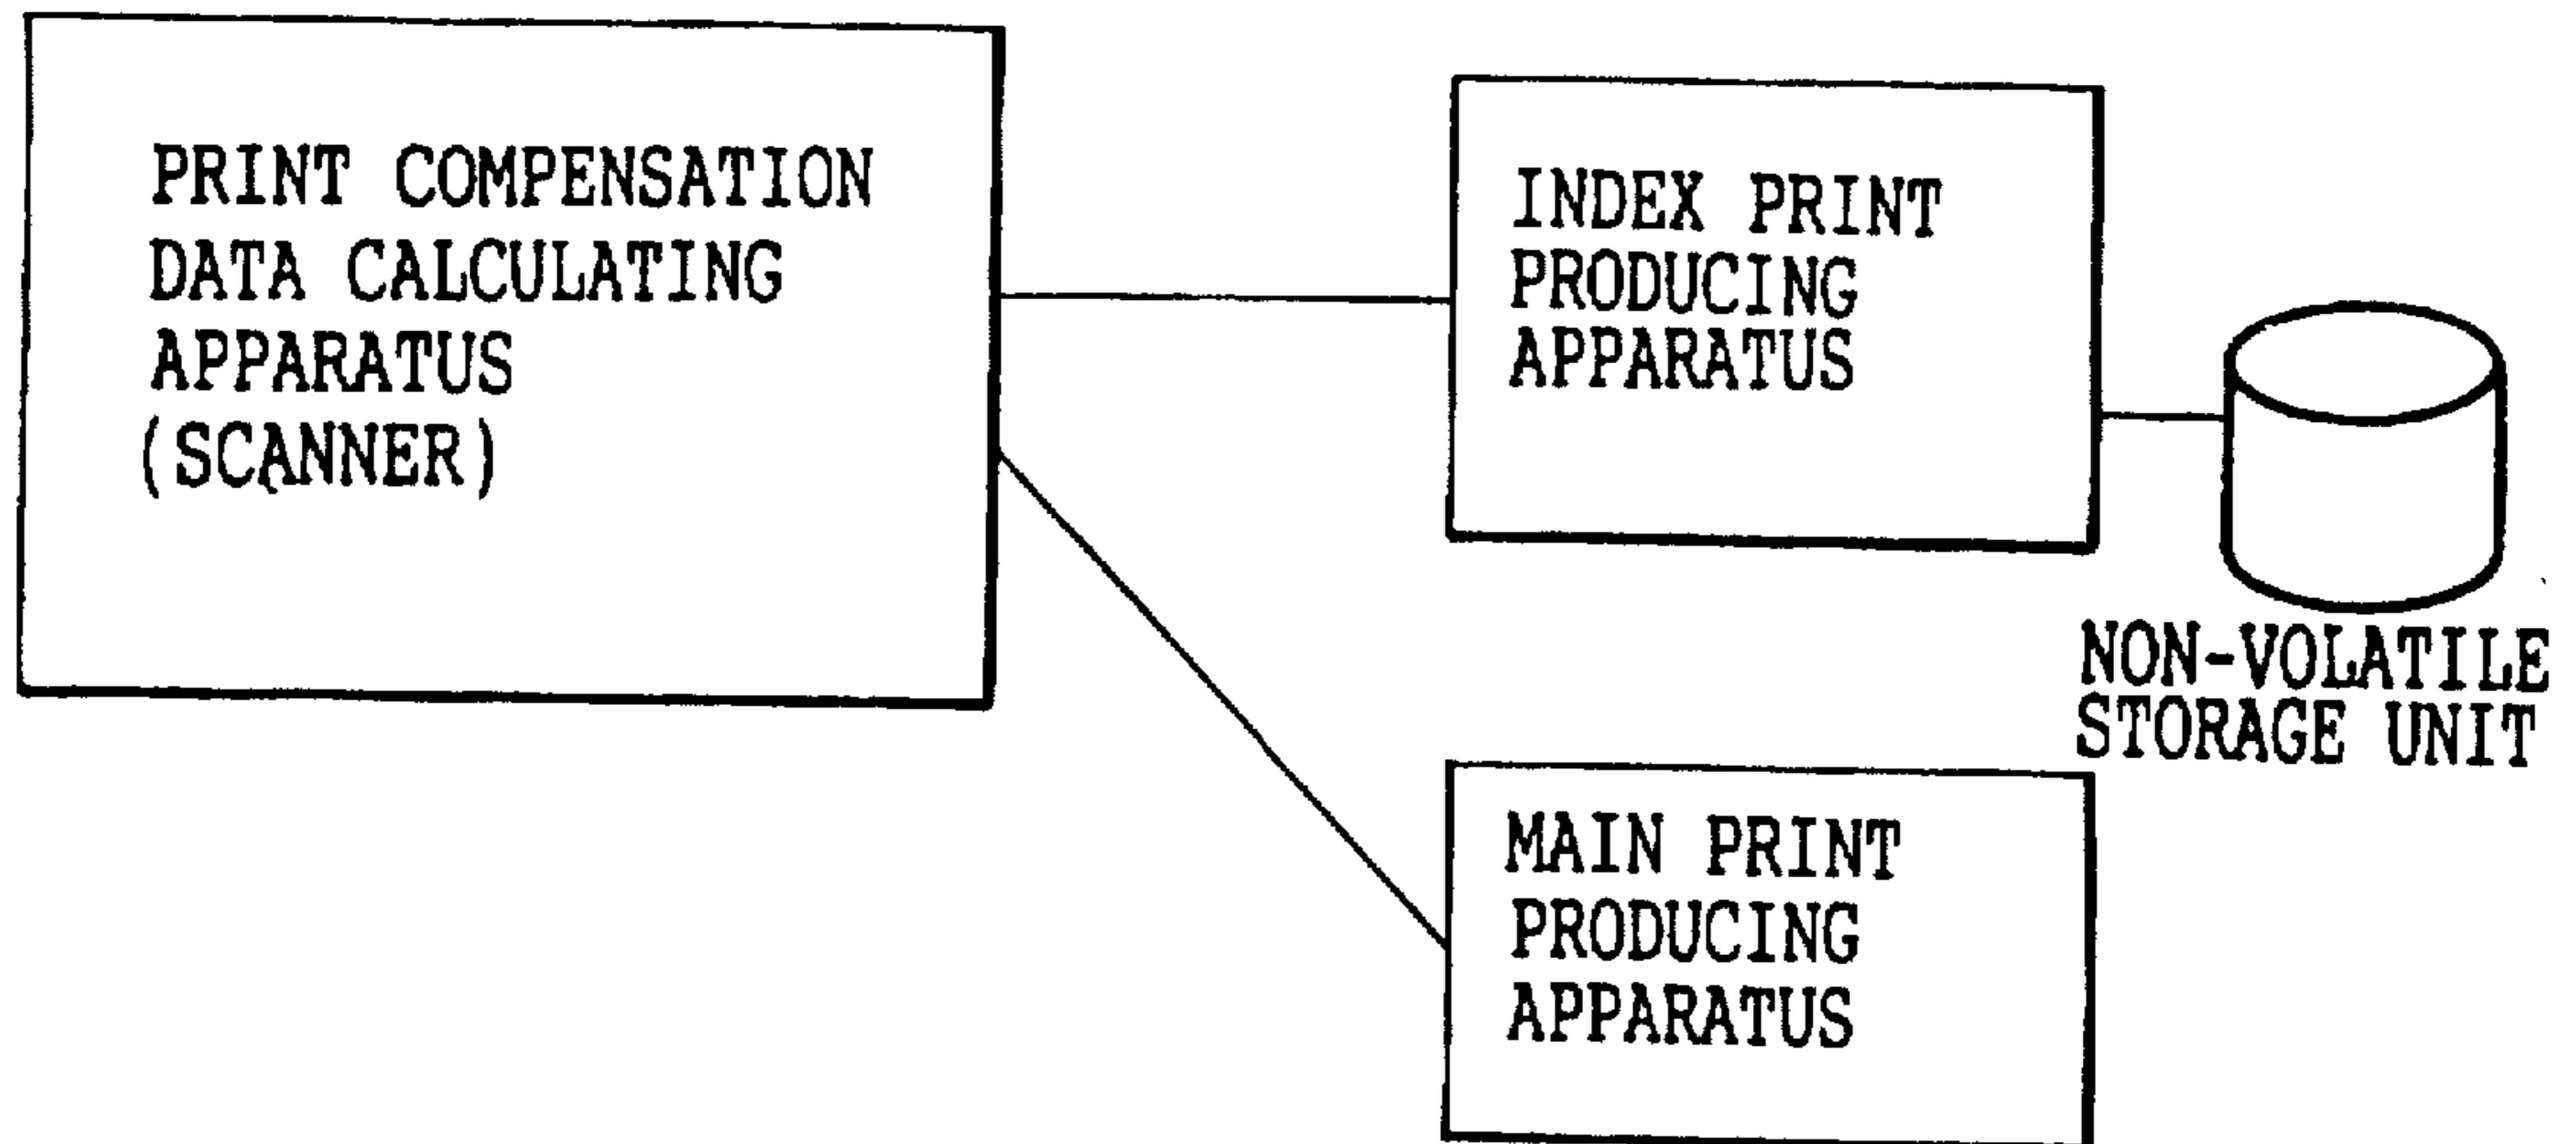 PRINT COMPENSATION
DATA CALCULATING
APPARATUS
(SCANNER)
INDEX PRINT
PRODUCING
APPARATUS
NON-VOLATILE
STORAGE UNIT
MAIN PRINT
PRODUCING
APPARATUS